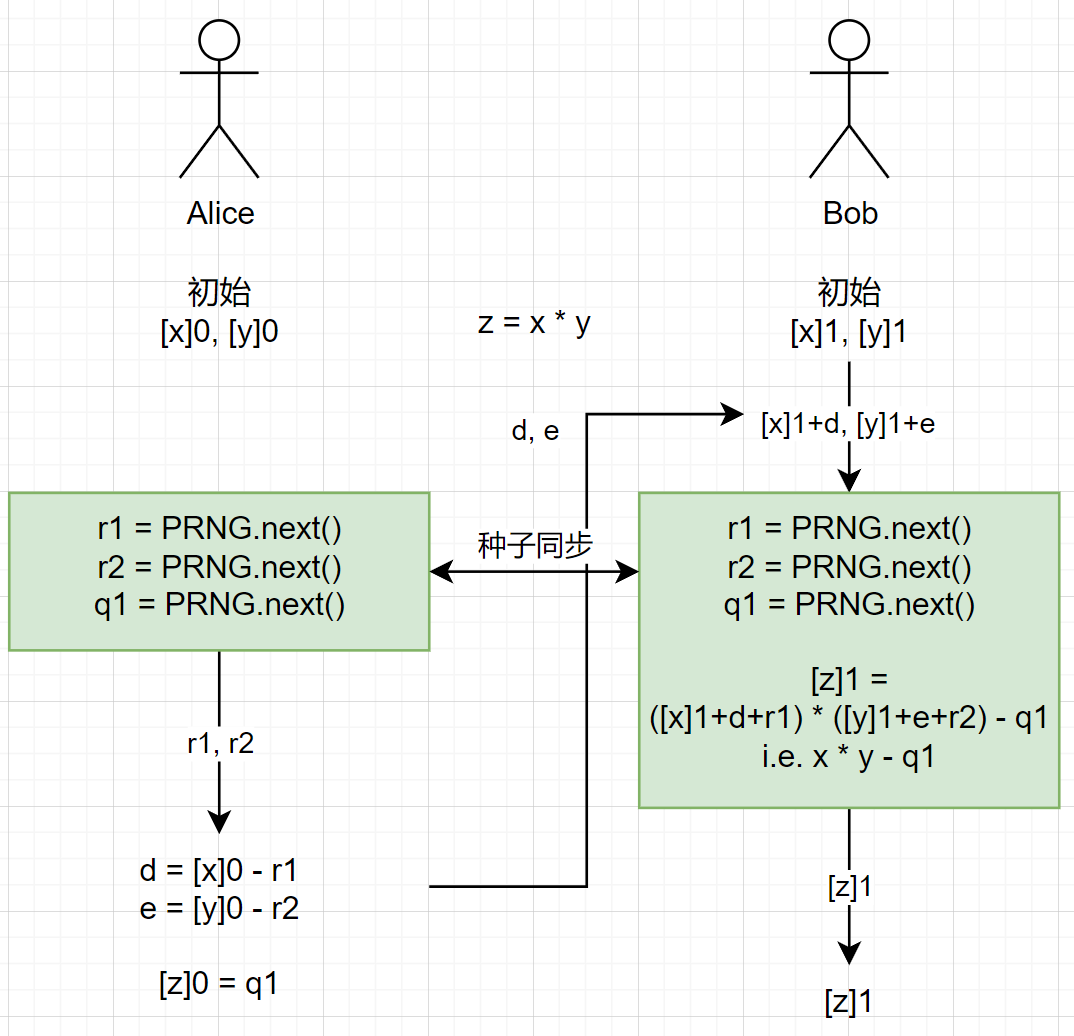 Alice
Bob
初始
[x]0, [y]0
z = x * y
初始
[x]1, [y]1
d, e
[x]1+d, [y]1+e
r1 = PRNG.next()
r2 = PRNG.next()
q1 = PRNG.next()
种子同步
r1 = PRNG.next()
r2 = PRNG.next()
q1 = PRNG.next()
[z]1 =
([x]1+d+r1) * ([y]1+e+r2) - q1
i.e. x * y - q1
r1, r2
d = [x]0 - r1
e = [y]0 - r2
[z]0 = q1
[z]1
[z]1